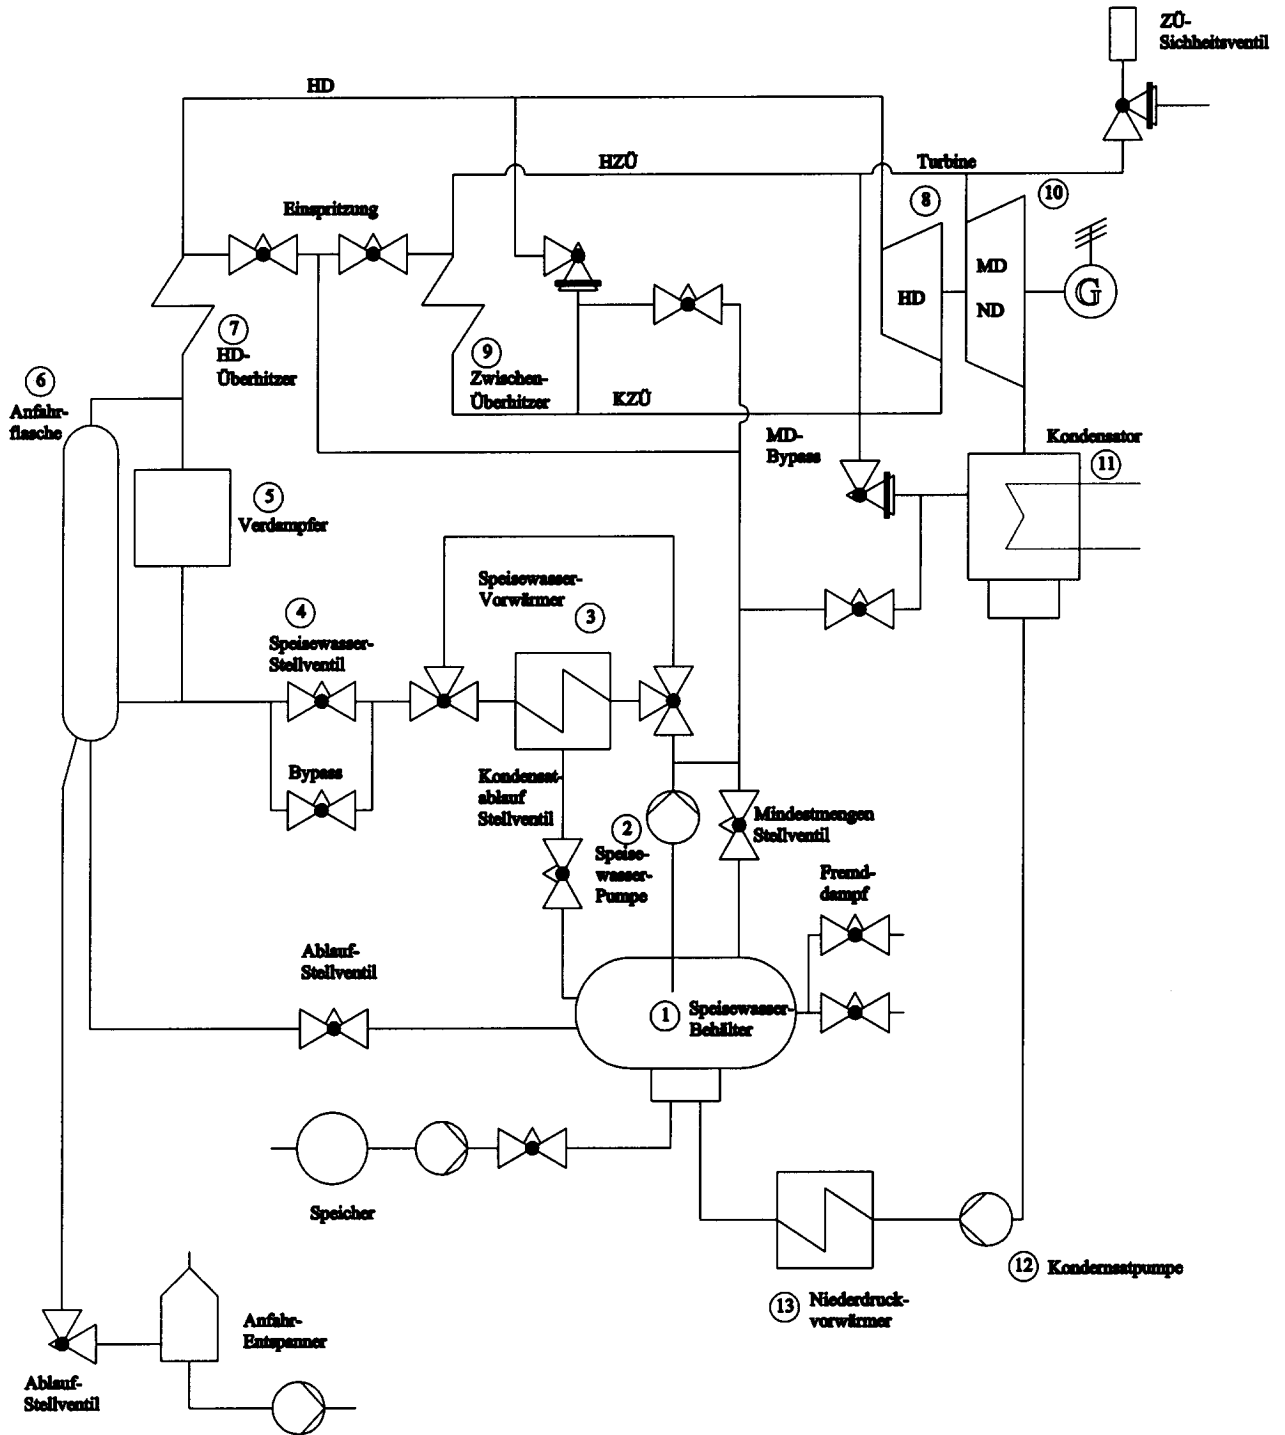 ZÜ-
Sichheitsventil
HD
HZÜ
Turbine
8
10
Einspritzung
MD
ND
HD
G
7
HD-
Überhitzer
9
Zwischen-
Überhitzer
KZÜ
6
Anfahr-
flasche
MD-
Bypass
Kondensator
11
5
Verdampfer
Speisewasser-
Vorwärmer
3
4
Speisewasser-
Stellventil
Bypass
Kondensat-
ablauf
Stellventil
2
Speise-
wasser-
Pumpe
Mindestmengen
Stellventil
Fremd-
dampf
Ablauf-
Stellventil
1
Speisewasser-
Behälter
Speicher
12
Kondernsatpumpe
13
Niederdruck-
vorwärmer
Anfahr-
Entspanner
Ablauf-
Stellventil